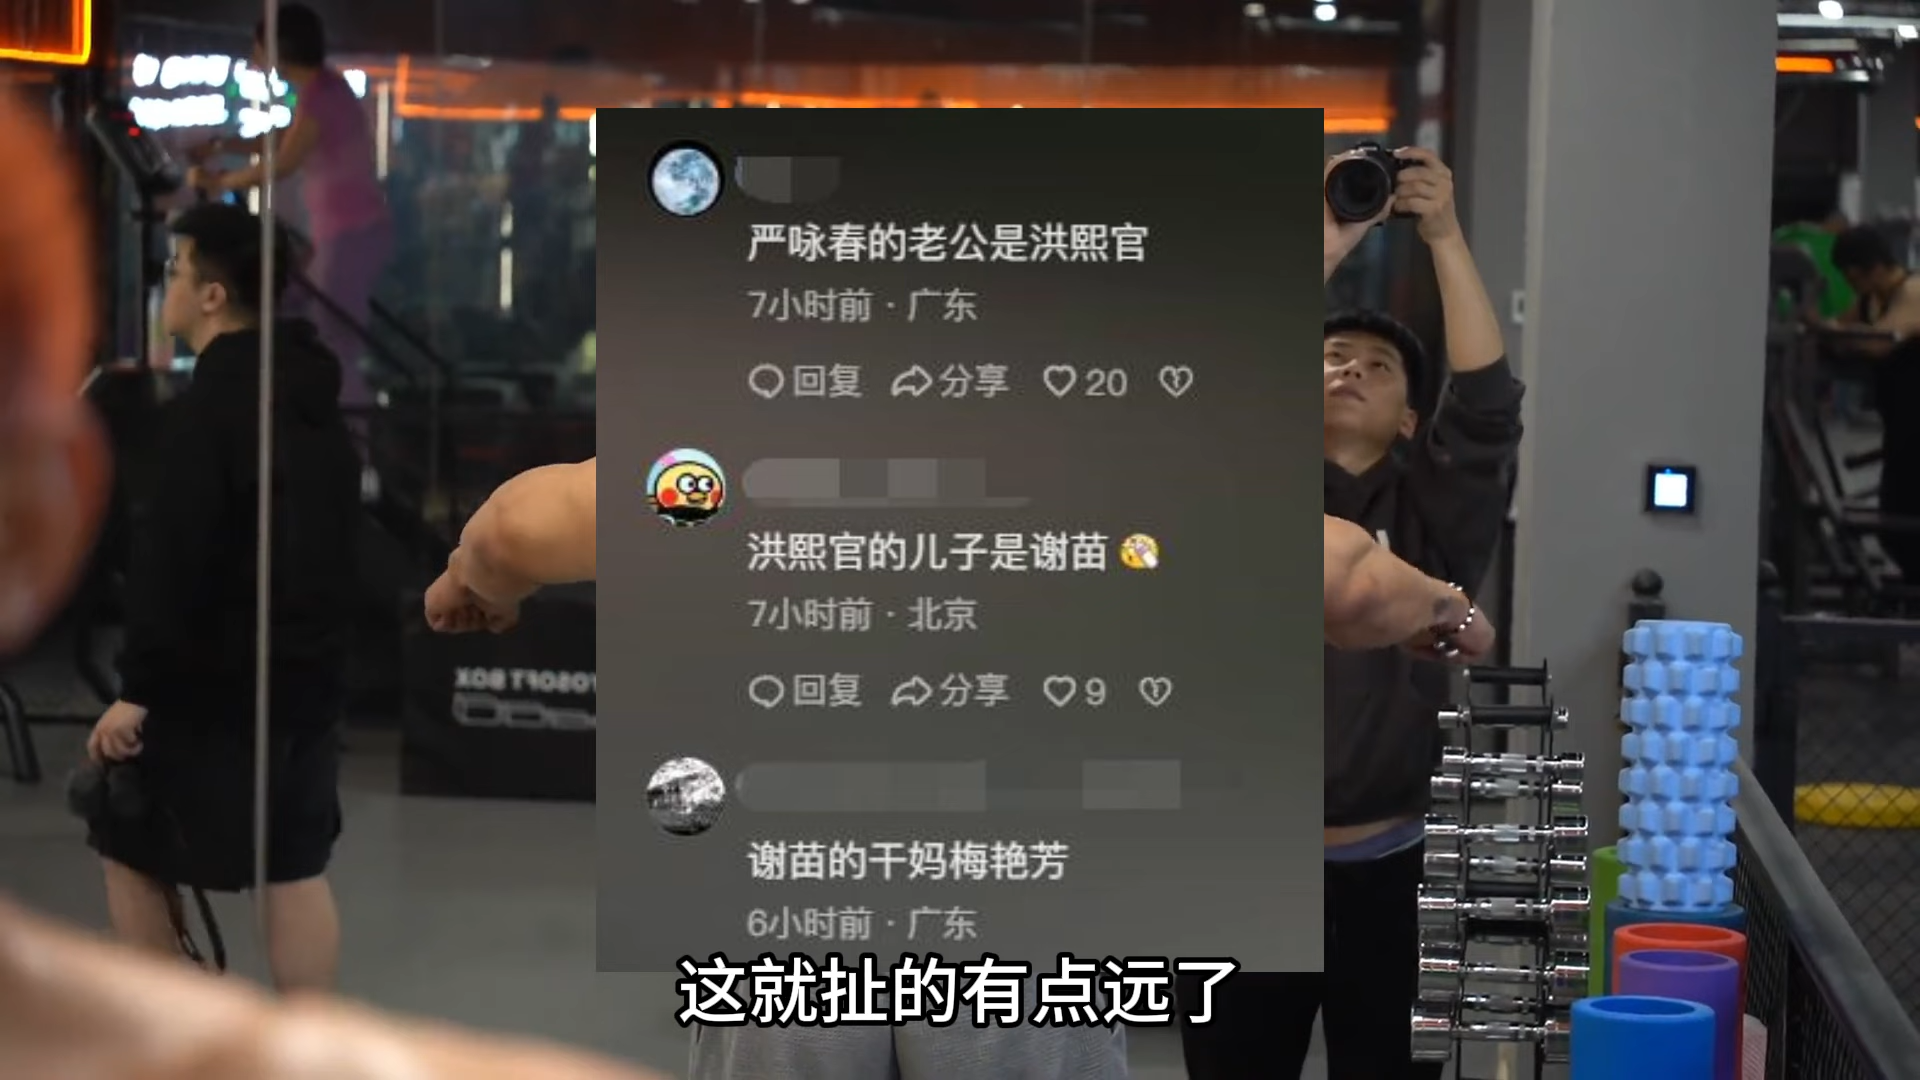 严咏春的老公是洪熙官
7小时前 · 广东
回复 分享 20
洪熙官的儿子是谢苗
7小时前 · 北京
回复 分享 9
谢苗的干妈梅艳芳
6小时前 · 广东
这就扯的有点远了